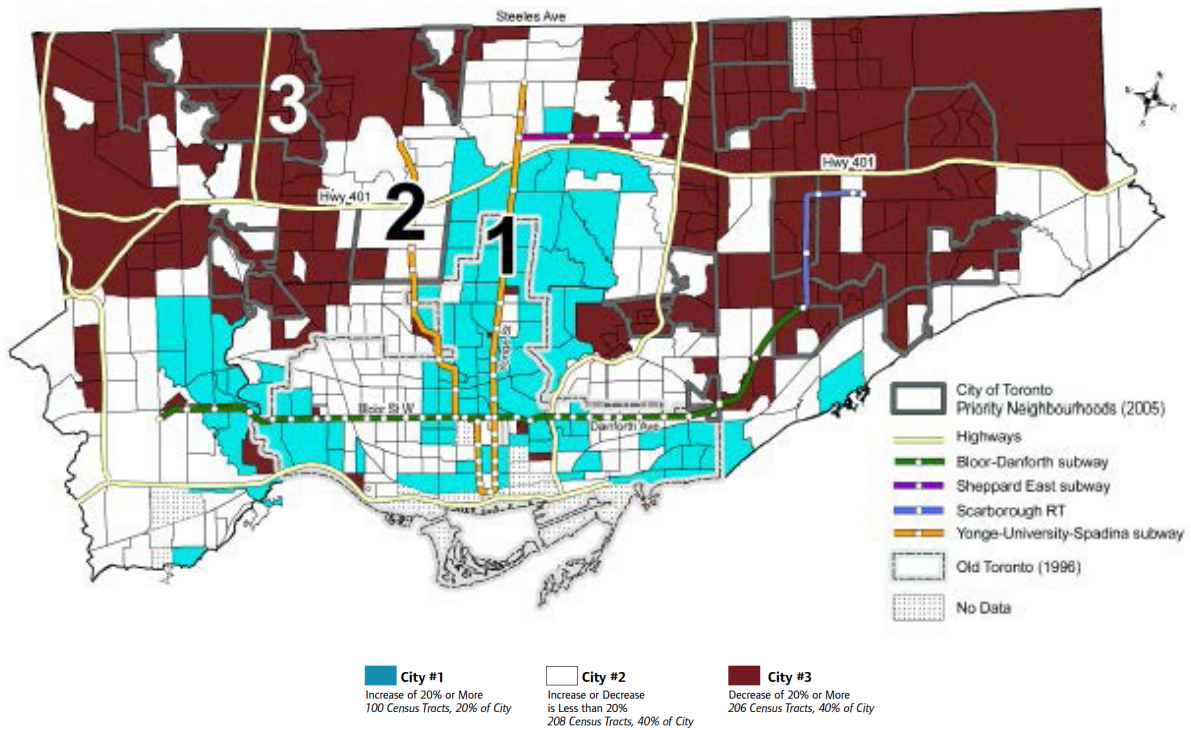 Steeles Ave
3
N
W
E
S
Hwy 401
Hwy 401
2
1
Yonge St
Bloor St W
Danforth Ave
City of Toronto
Priority Neighbourhoods (2005)
Highways
Bloor-Danforth subway
Sheppard East subway
Scarborough RT
Yonge-University-Spadina subway
Old Toronto (1996)
No Data
City #1
Increase of 20% or More
100 Census Tracts, 20% of City
City #2
Increase or Decrease
is Less than 20%
208 Census Tracts, 40% of City
City #3
Decrease of 20% or More
206 Census Tracts, 40% of City